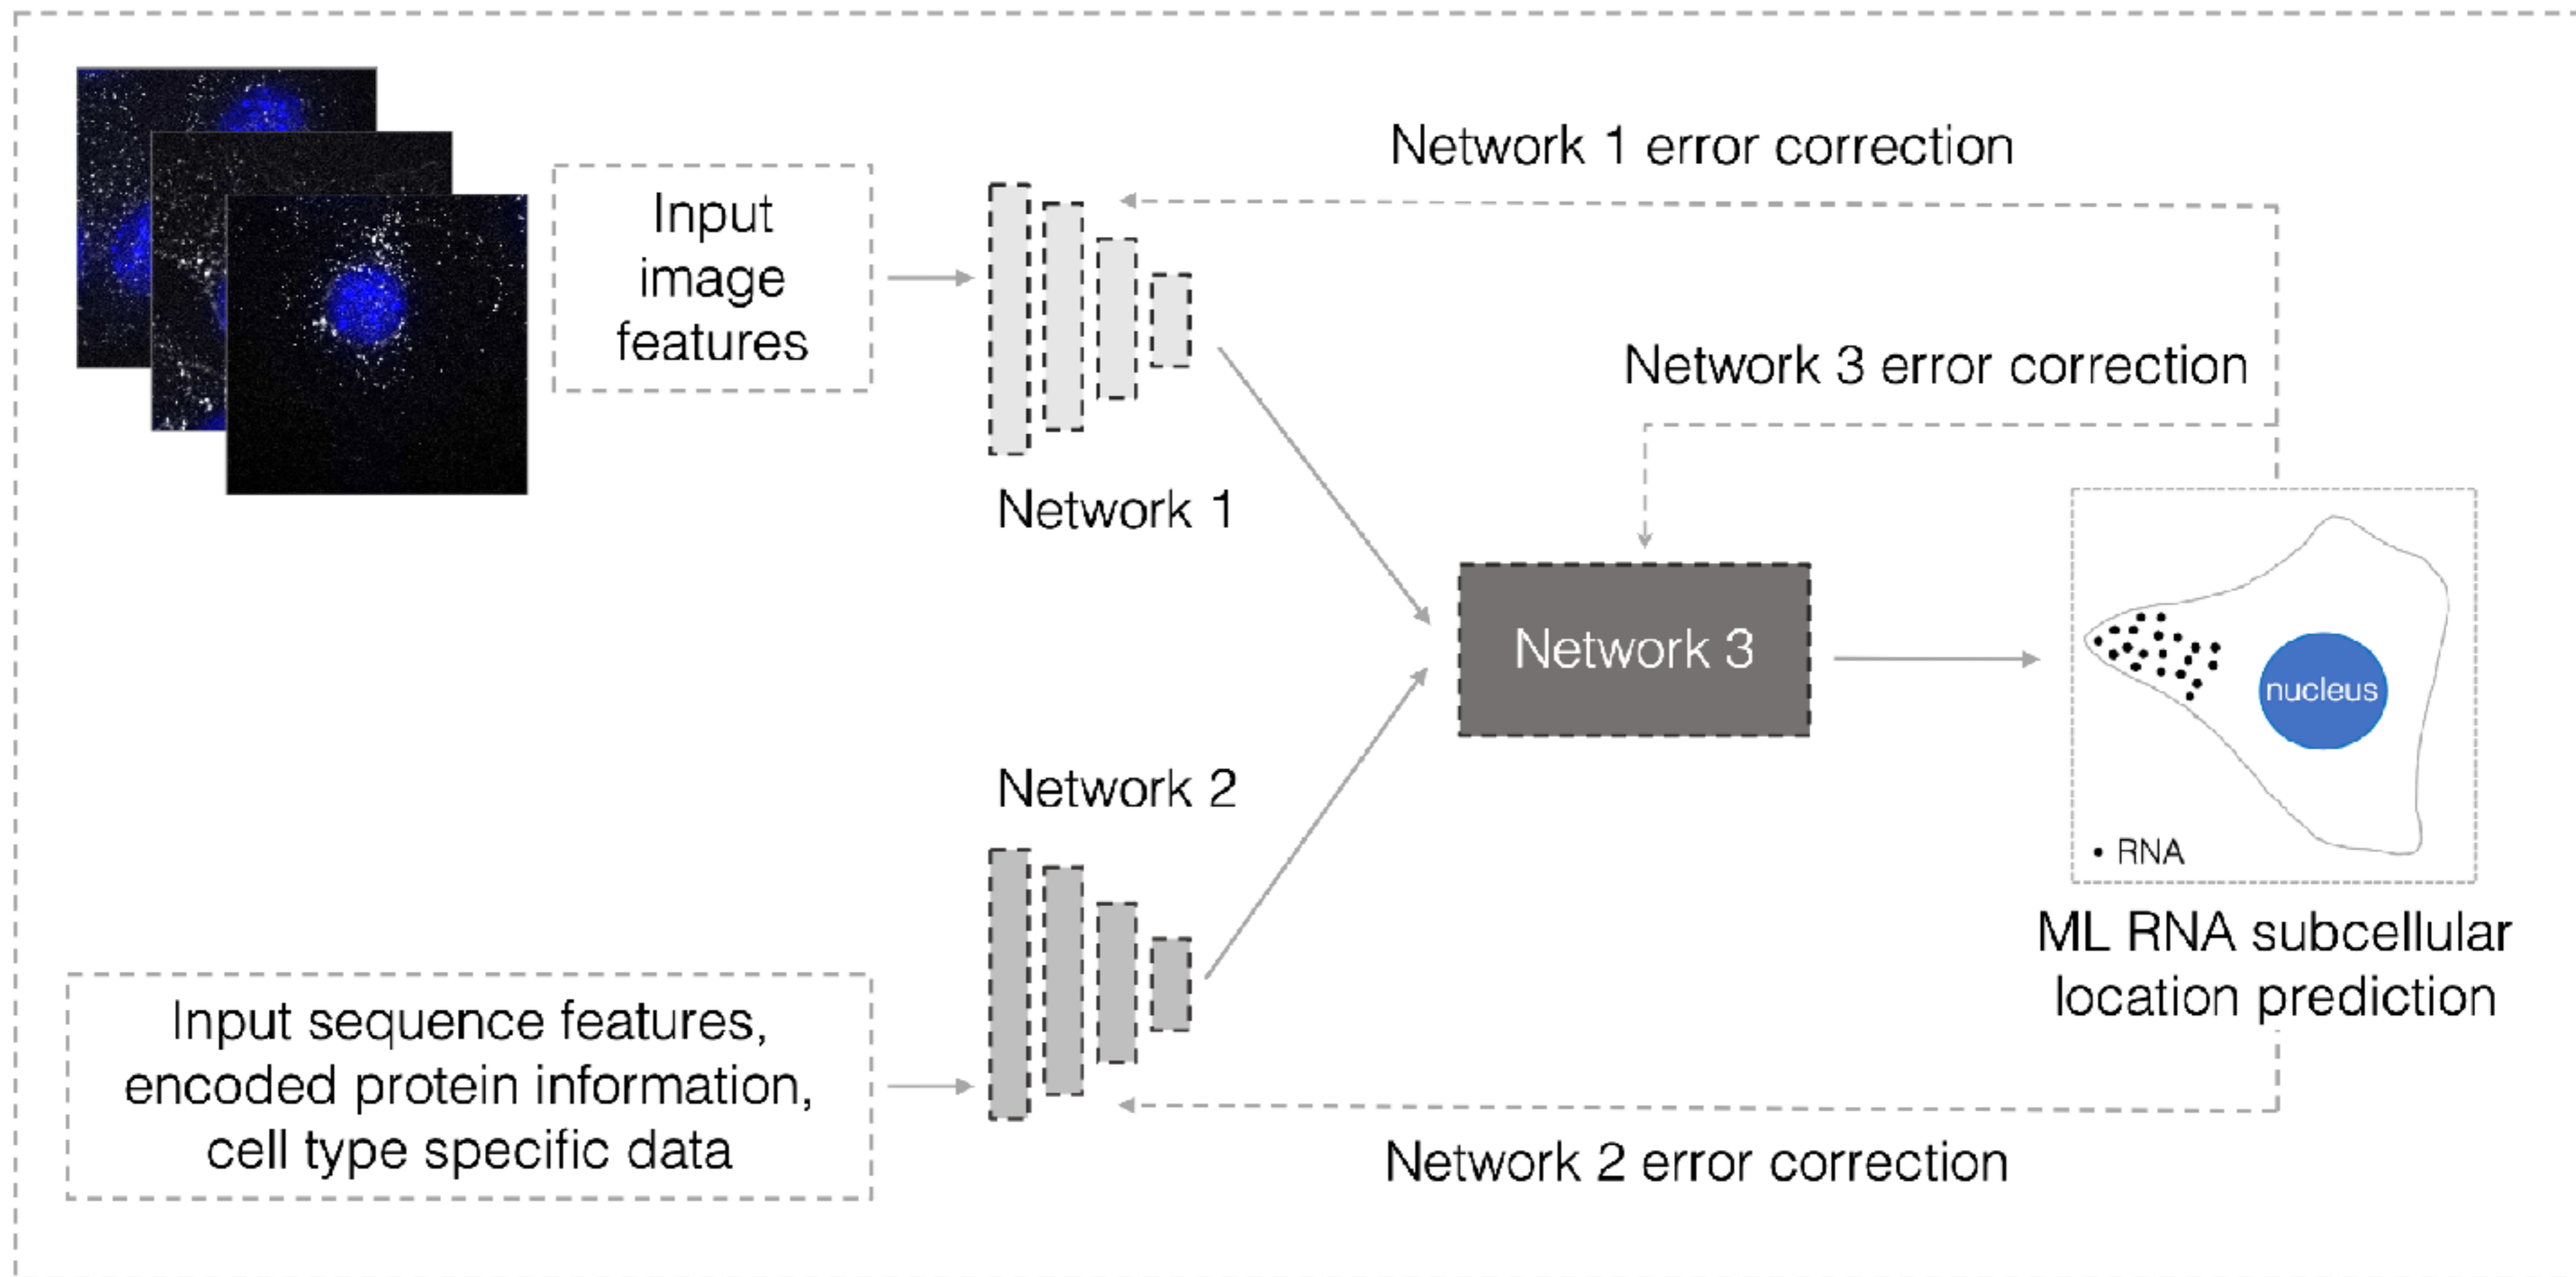 Network 1 error correction
Input
image
features
Network 3 error correction
Network 1
Network 3
nucleus
Network 2
• RNA
ML RNA subcellular
location prediction
Input sequence features,
encoded protein information,
cell type specific data
Network 2 error correction